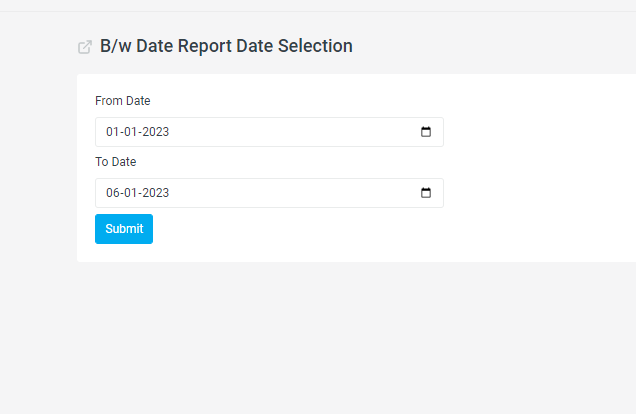 B/w Date Report Date Selection
From Date
01-01-2023
To Date
06-01-2023
Submit